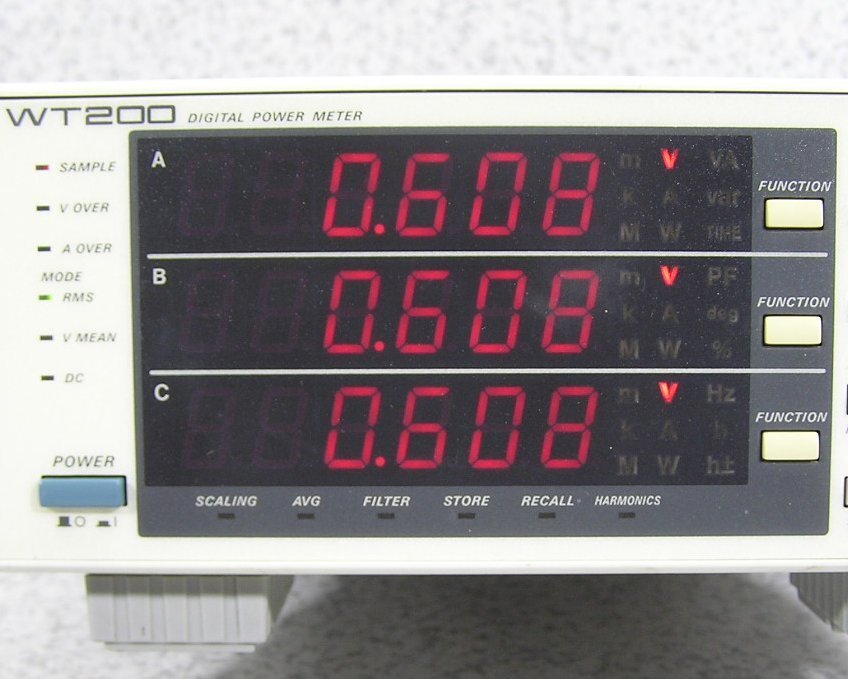 WT200 DIGITAL POWER METER
SAMPLE
V OVER
A OVER
MODE
RMS
V MEAN
DC
POWER
O I
A 0.608 m V VA
k A var
M W TIME
FUNCTION
B 0.608 m V PF
k A deg
M W %
FUNCTION
C 0.608 m V Hz
k A h
M W h±
FUNCTION
SCALING AVG FILTER STORE RECALL HARMONICS